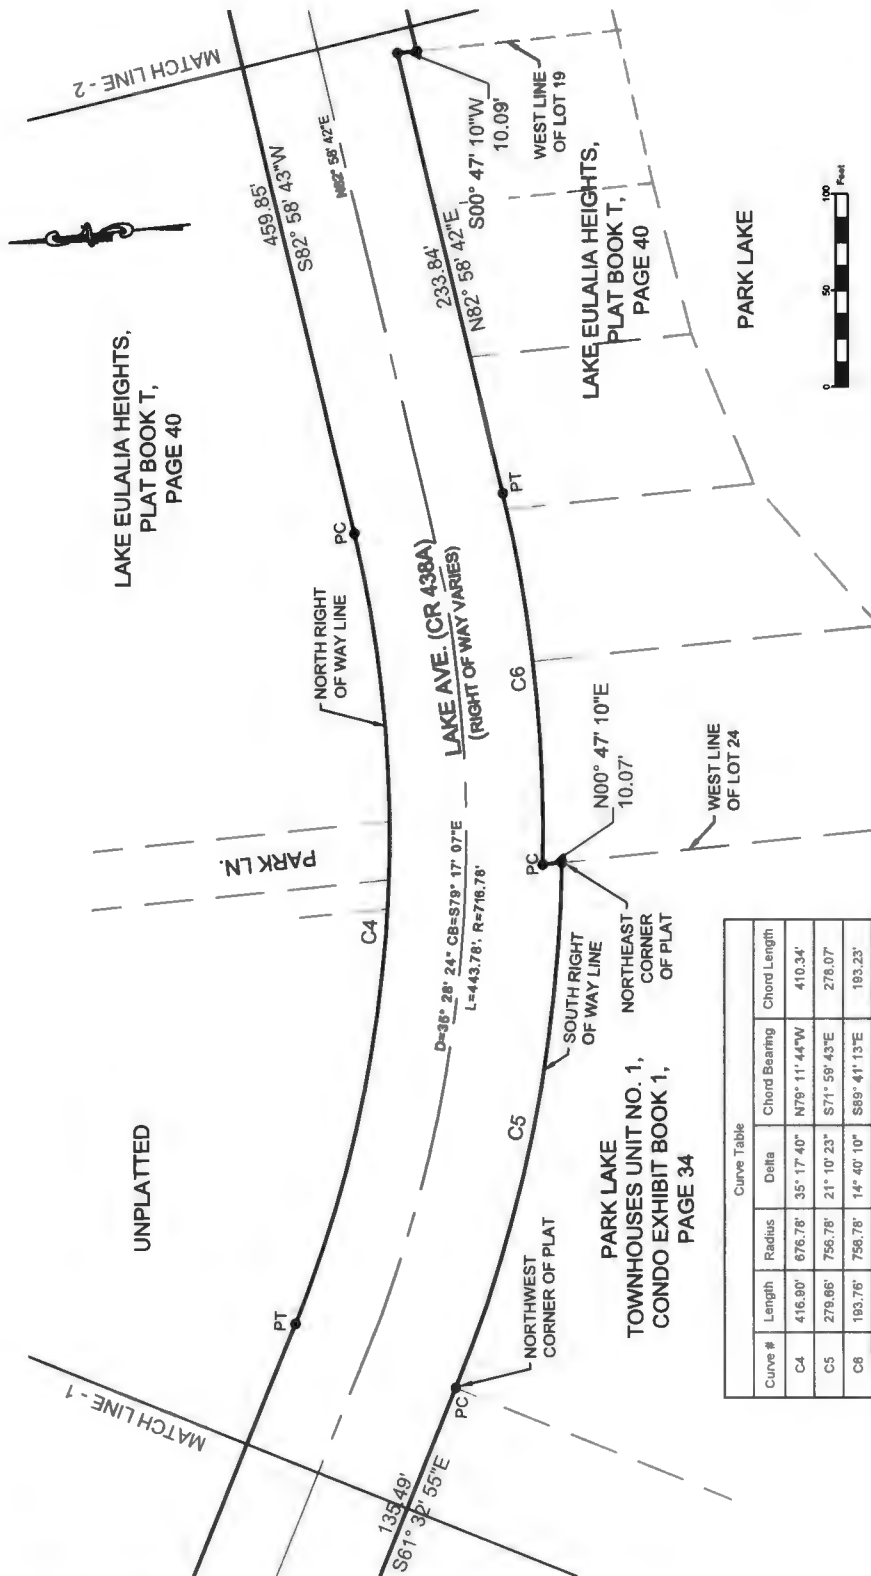 MATCH LINE - 1
MATCH LINE - 2
UNPLATTED
LAKE EULALIA HEIGHTS,
PLAT BOOK T,
PAGE 40
459.85'
S82° 58' 43"W
N82° 58' 42"E
PT
PC
NORTH RIGHT
OF WAY LINE
PARK LN.
C4
LAKE AVE. (CR 438A)
(RIGHT OF WAY VARIES)
D=35° 28' 24" CB=S79° 17' 07"E
L=443.78', R=716.78'
135.49'
S61° 32' 55"E
PC
NORTHWEST
CORNER OF PLAT
C5
SOUTH RIGHT
OF WAY LINE
PC
N00° 47' 10"E
10.07'
NORTHEAST
CORNER
OF PLAT
C6
PT
233.84'
N82° 58' 42"E
S00° 47' 10"W
10.09'
WEST LINE
OF LOT 19
LAKE EULALIA HEIGHTS,
PLAT BOOK T,
PAGE 40
PARK LAKE
TOWNHOUSES UNIT NO. 1,
CONDO EXHIBIT BOOK 1,
PAGE 34
WEST LINE
OF LOT 24
PARK LAKE
0 50 100
Feet
Curve Table
Curve # Length Radius Delta Chord Bearing Chord Length
C4 416.90' 676.78' 35° 17' 40" N79° 11' 44"W 410.34'
C5 279.66' 756.78' 21° 10' 23" S71° 59' 43"E 278.07'
C6 193.76' 756.78' 14° 40' 10" S89° 41' 13"E 193.23'